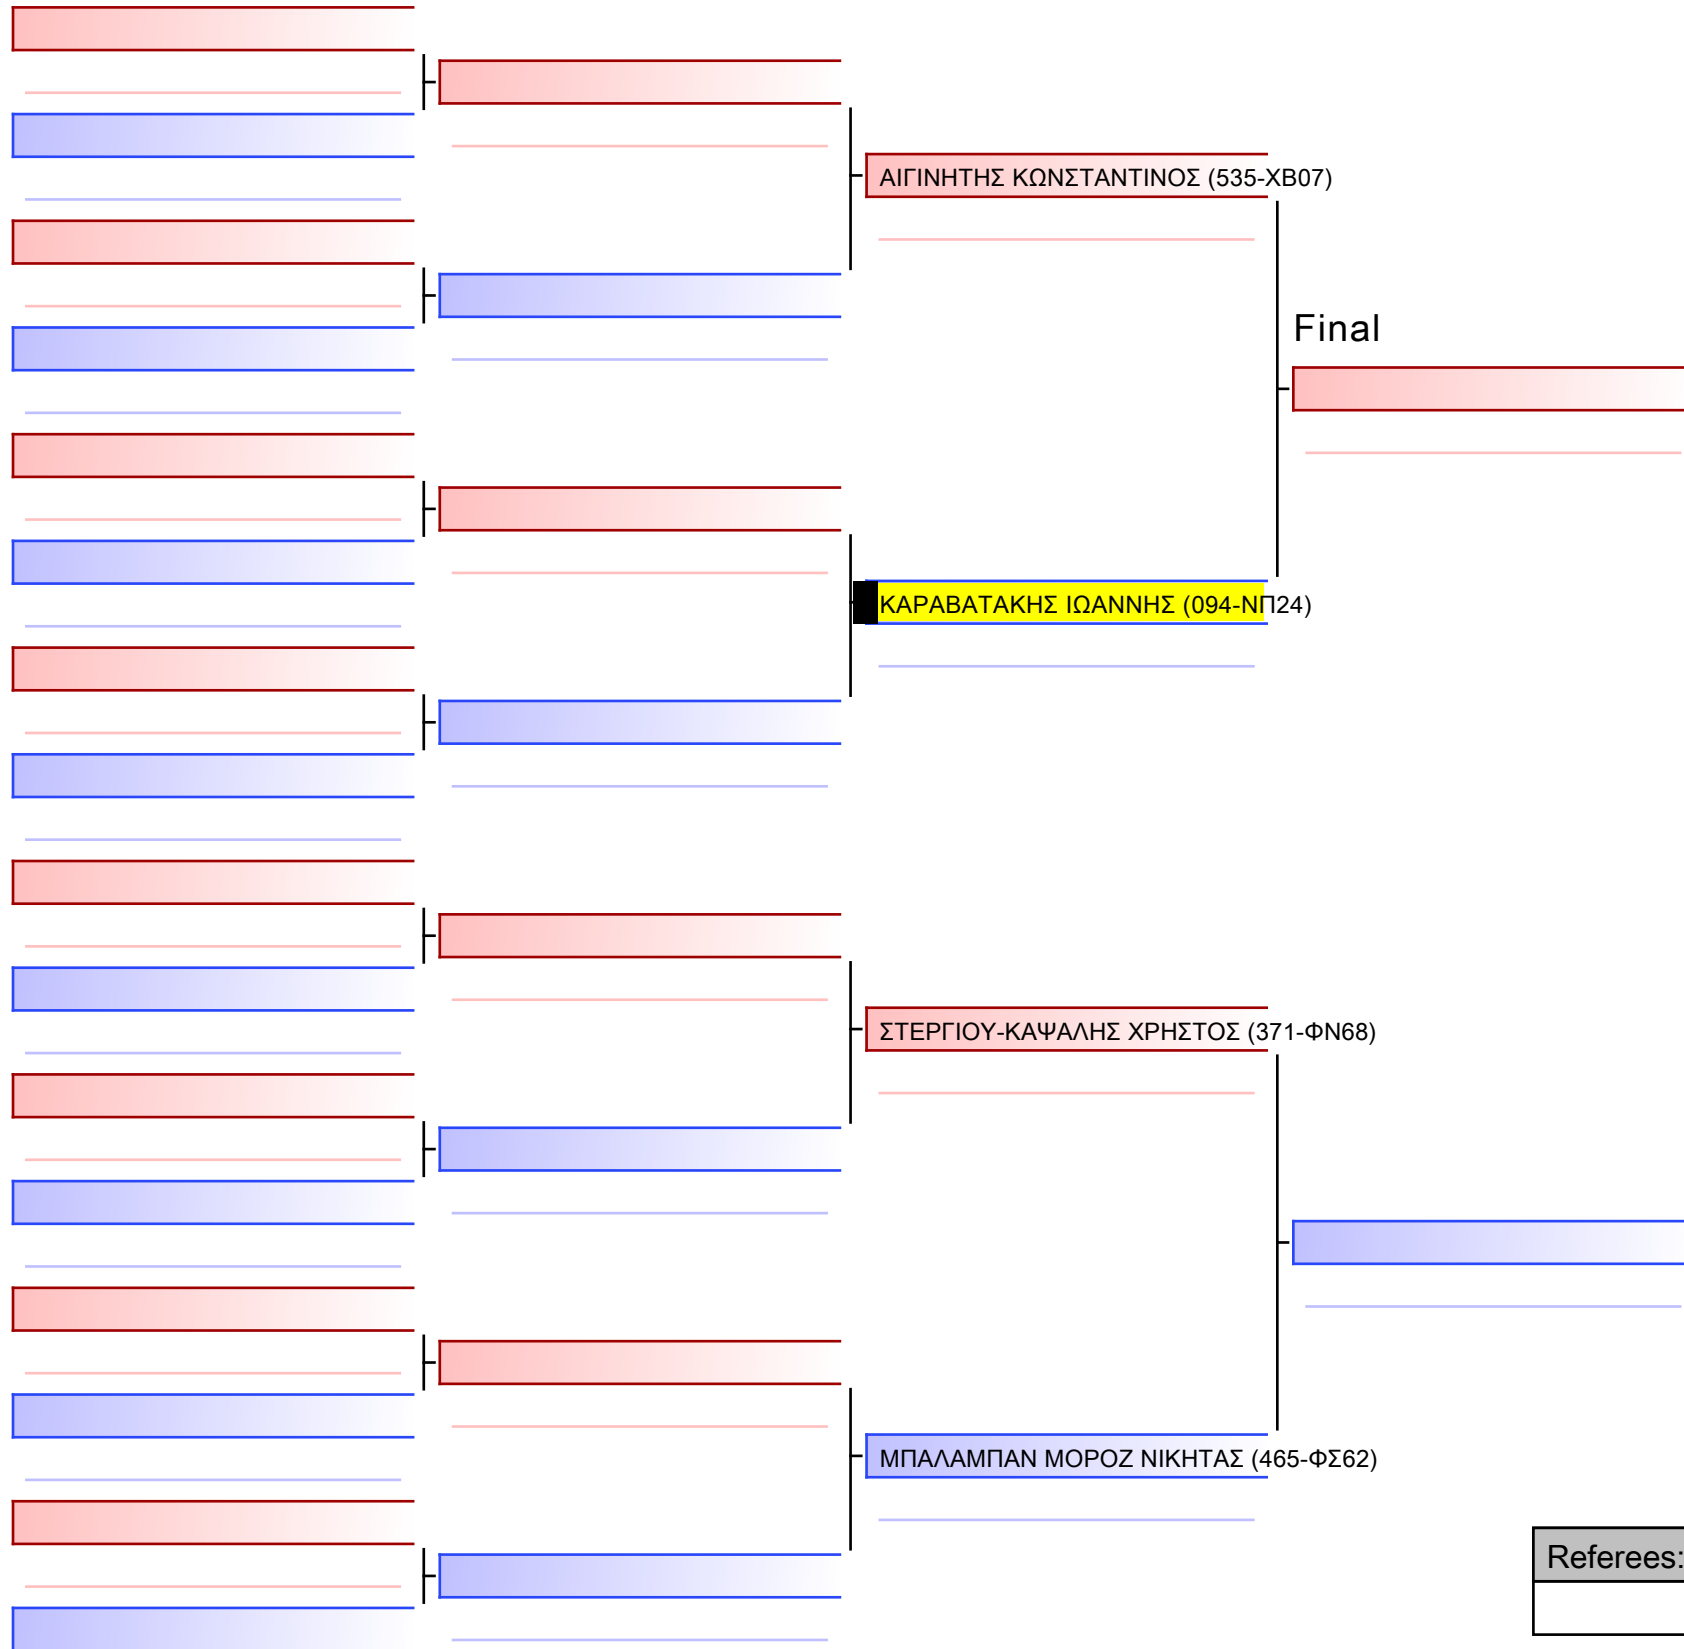 ΑΙΓΙΝΗΤΗΣ ΚΩΝΣΤΑΝΤΙΝΟΣ (535-ΧΒ07)
Final
ΚΑΡΑΒΑΤΑΚΗΣ ΙΩΑΝΝΗΣ (094-ΝΠ24)
ΣΤΕΡΓΙΟΥ-ΚΑΨΑΛΗΣ ΧΡΗΣΤΟΣ (371-ΦΝ68)
ΜΠΑΛΑΜΠΑΝ ΜΟΡΟΖ ΝΙΚΗΤΑΣ (465-ΦΣ62)
Referees: